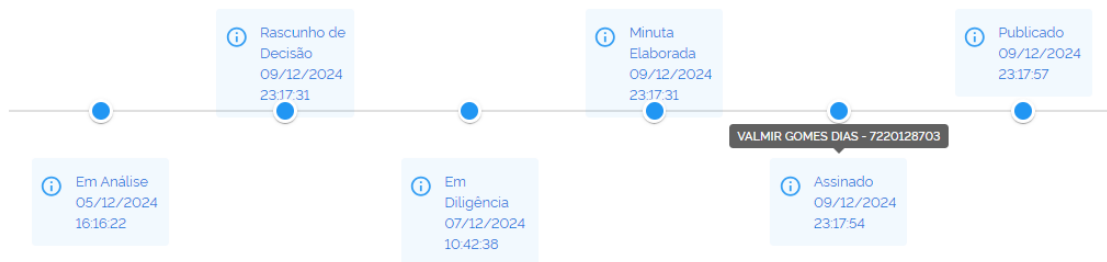 Em Análise
05/12/2024
16:16:22
Rascunho de
Decisão
09/12/2024
23:17:31
Em
Diligência
07/12/2024
10:42:38
Minuta
Elaborada
09/12/2024
23:17:31
VALMIR GOMES DIAS - 7220128703
Assinado
09/12/2024
23:17:54
Publicado
09/12/2024
23:17:57